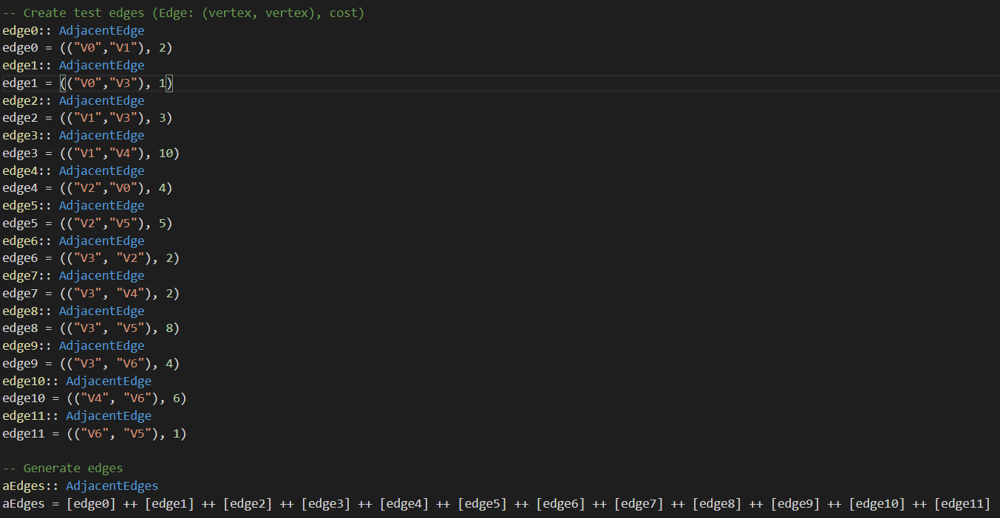 -- Create test edges (Edge: (vertex, vertex), cost)
edge0:: AdjacentEdge
edge0 = (("V0","V1"), 2)
edge1:: AdjacentEdge
edge1 = (("V0","V3"), 1)
edge2:: AdjacentEdge
edge2 = (("V1","V3"), 3)
edge3:: AdjacentEdge
edge3 = (("V1","V4"), 10)
edge4:: AdjacentEdge
edge4 = (("V2","V0"), 4)
edge5:: AdjacentEdge
edge5 = (("V2","V5"), 5)
edge6:: AdjacentEdge
edge6 = (("V3", "V2"), 2)
edge7:: AdjacentEdge
edge7 = (("V3", "V4"), 2)
edge8:: AdjacentEdge
edge8 = (("V3", "V5"), 8)
edge9:: AdjacentEdge
edge9 = (("V3", "V6"), 4)
edge10:: AdjacentEdge
edge10 = (("V4", "V6"), 6)
edge11:: AdjacentEdge
edge11 = (("V6", "V5"), 1)
-- Generate edges
aEdges:: AdjacentEdges
aEdges = [edge0] ++ [edge1] ++ [edge2] ++ [edge3] ++ [edge4] ++ [edge5] ++ [edge6] ++ [edge7] ++ [edge8] ++ [edge9] ++ [edge10] ++ [edge11]